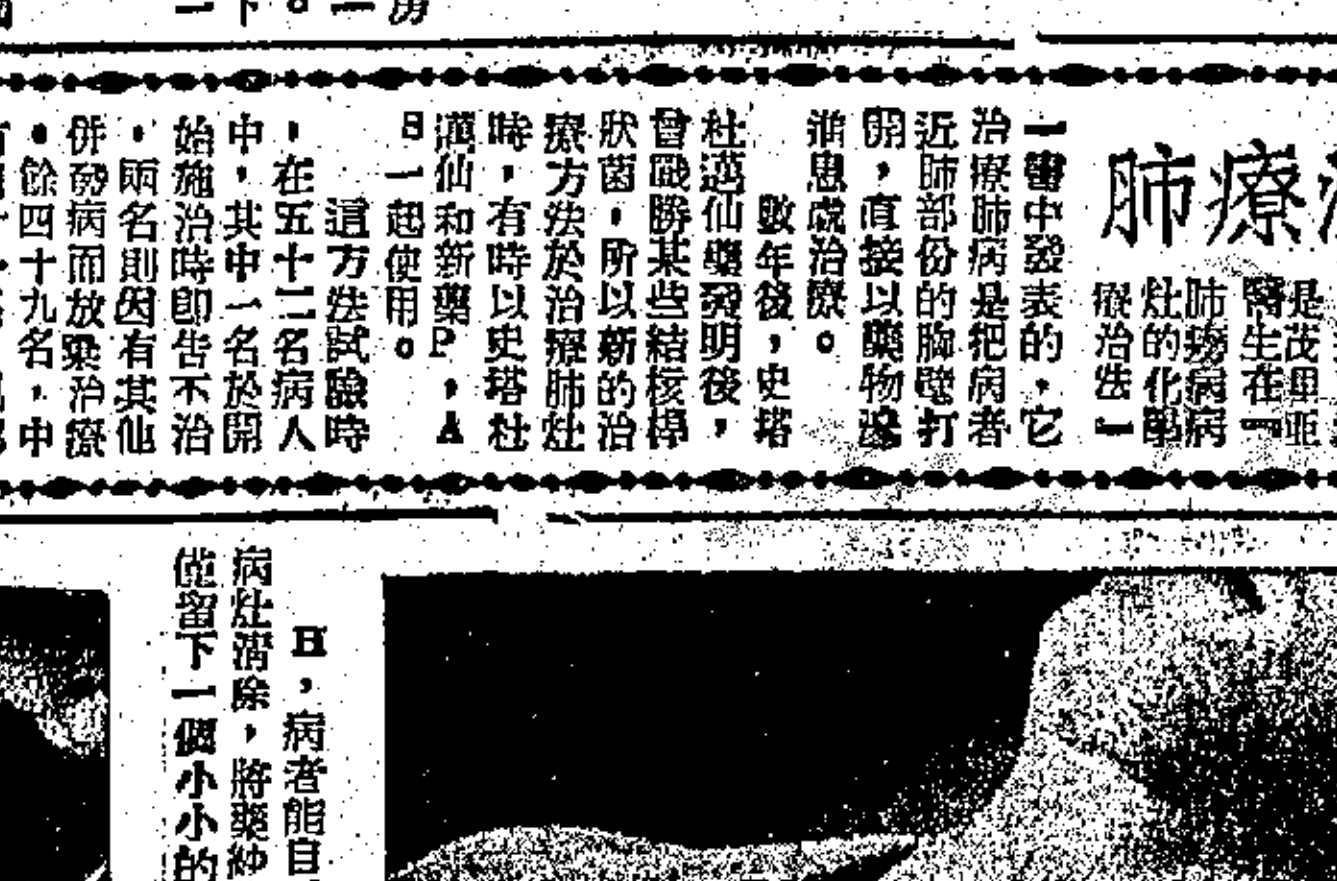 療肺
是茂
醫生在『
肺癆病病
灶的化學
療治法』
一書中發表的，它
治療肺病是把病者
近肺部份的胸壁打
開，直接以藥物
患處治療。
數年後，史塔
杜邁仙藥發明後，
曾戰勝某些結核桿
狀菌，所以新的治
療方法於治療肺灶
時，有時以史塔杜
邁仙和新藥P，A
S一起使用。
這方法試驗時
，在五十二名病人
中，其中一名於開
始施治時即告不治
，兩名則因有其他
併發病而放棄治療
。餘四十九名，中
日，病者能自
病灶消除，將藥紗
僅留下一個小小的